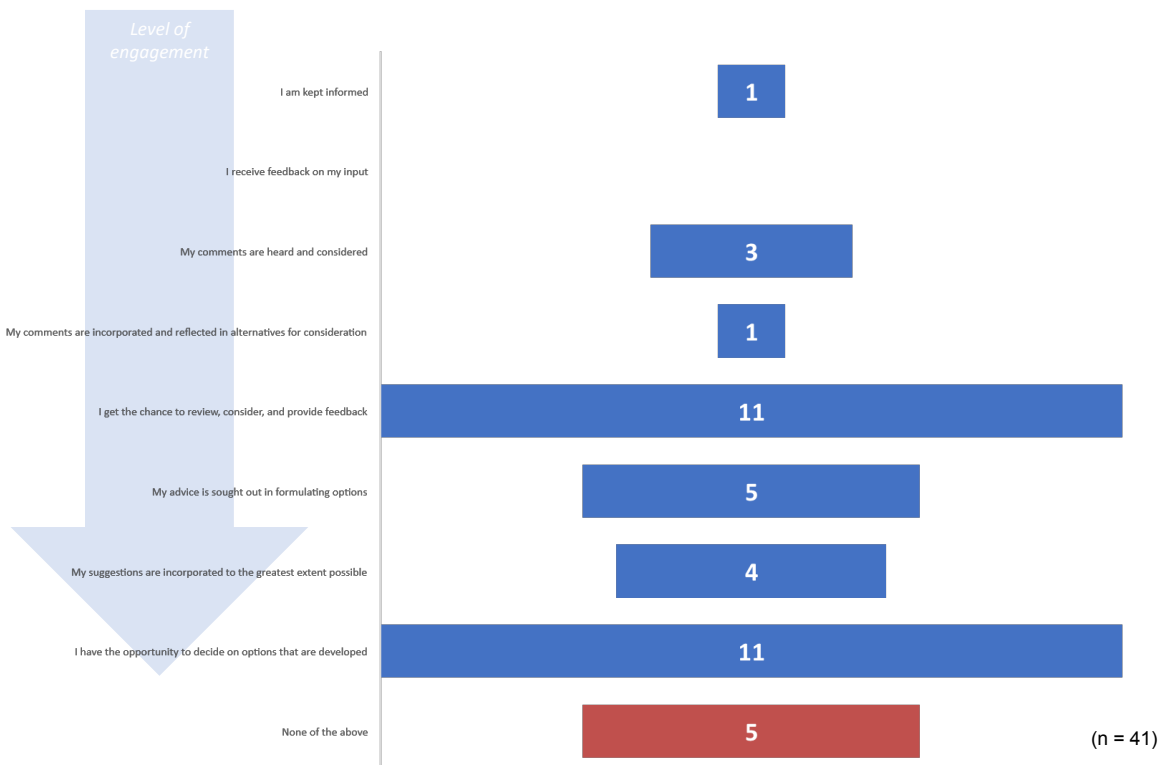 Level of
engagement
I am kept informed
1
I receive feedback on my input
My comments are heard and considered
3
My comments are incorporated and reflected in alternatives for consideration
1
I get the chance to review, consider, and provide feedback
11
My advice is sought out in formulating options
5
My suggestions are incorporated to the greatest extent possible
4
I have the opportunity to decide on options that are developed
11
None of the above
5
(n = 41)